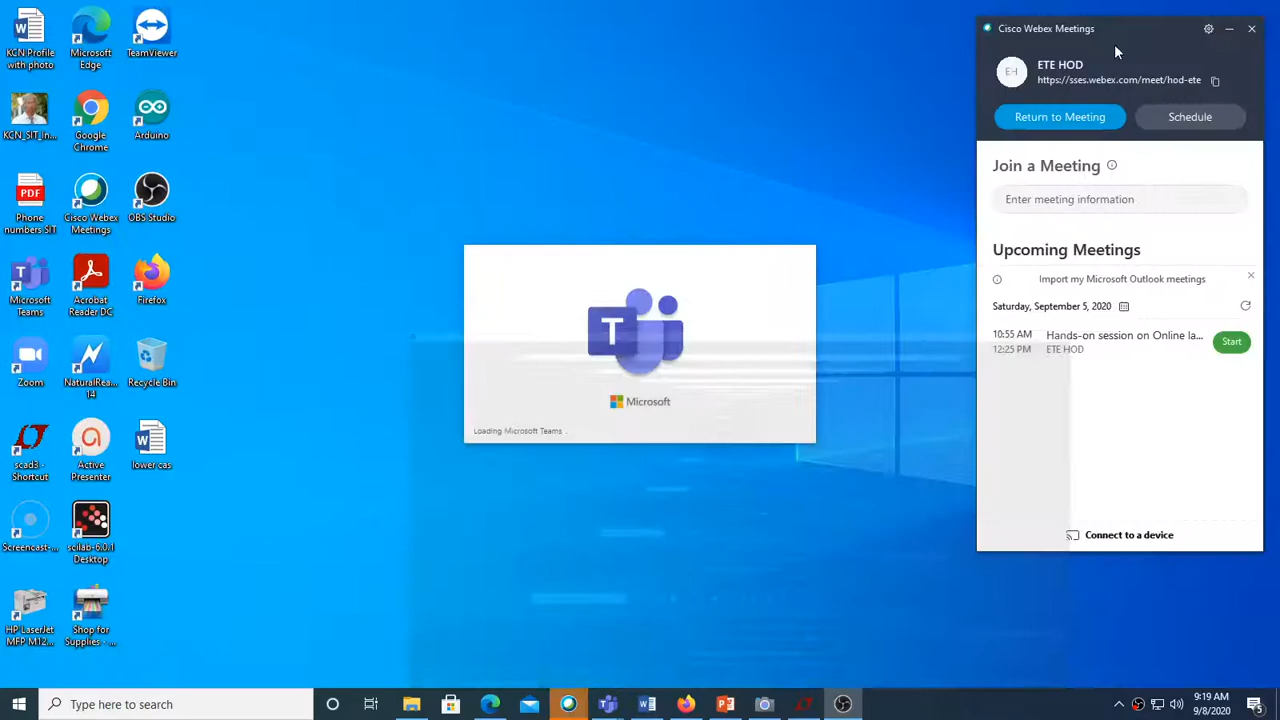 KCN Profile
with photo
Microsoft
Edge
TeamViewer
KCN_SIT_In...
Google
Chrome
Arduino
PDF
Phone
numbers SIT
Cisco Webex
Meetings
OBS Studio
Microsoft
Teams
Acrobat
Reader DC
Firefox
Zoom
NaturalRea...
14
Recycle Bin
scad3 -
Shortcut
Active
Presenter
lower cas
Screencast-...
scilab-6.0.1
Desktop
HP LaserJet
MFP M12...
Shop for
Supplies - ...
T
Microsoft
Loading Microsoft Teams .
Cisco Webex Meetings
EH
ETE HOD
https://sses.webex.com/meet/hod-ete
Return to Meeting
Schedule
Join a Meeting
Enter meeting information
Upcoming Meetings
Import my Microsoft Outlook meetings
Saturday, September 5, 2020
10:55 AM Hands-on session on Online la... Start
12:25 PM ETE HOD
Connect to a device
Type here to search
9:19 AM
9/8/2020